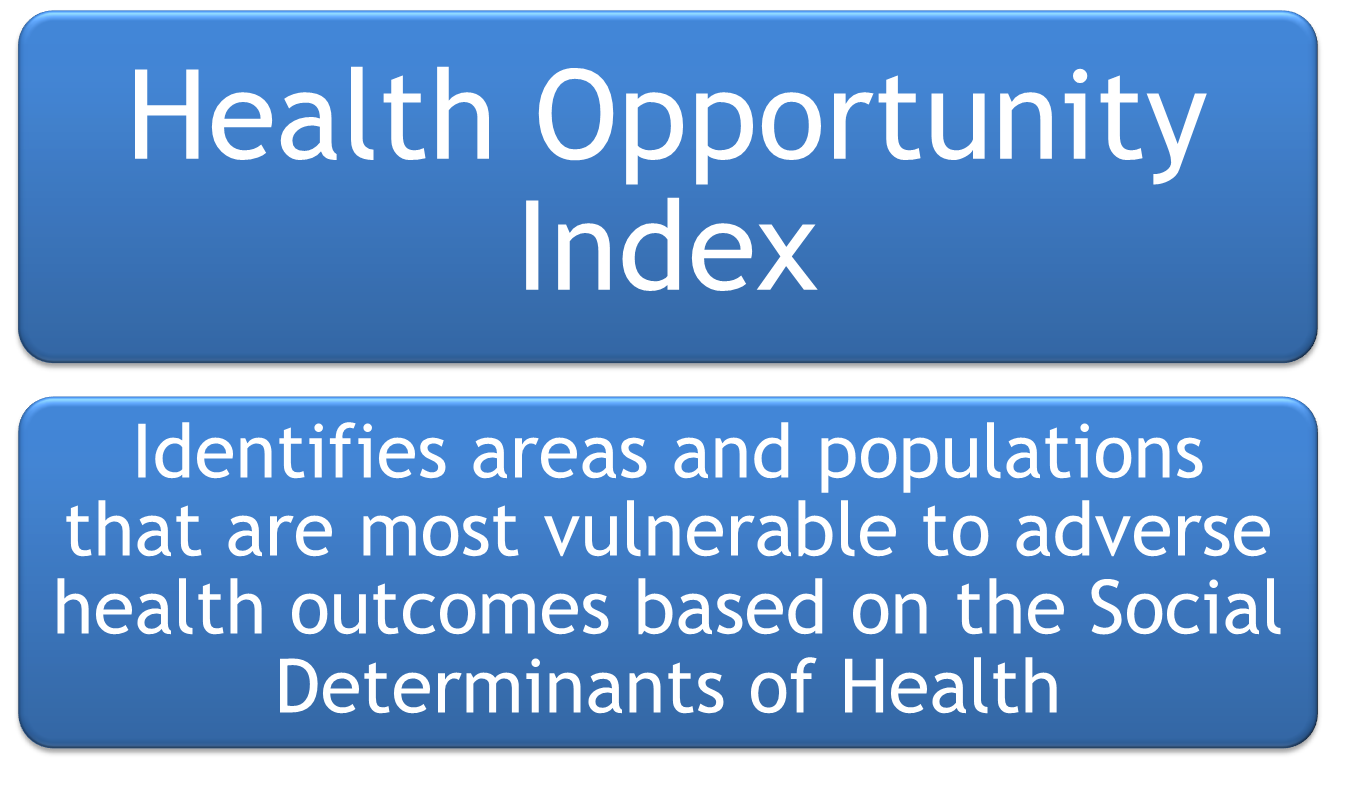 Health Opportunity
Index
Identifies areas and populations
that are most vulnerable to adverse
health outcomes based on the Social
Determinants of Health